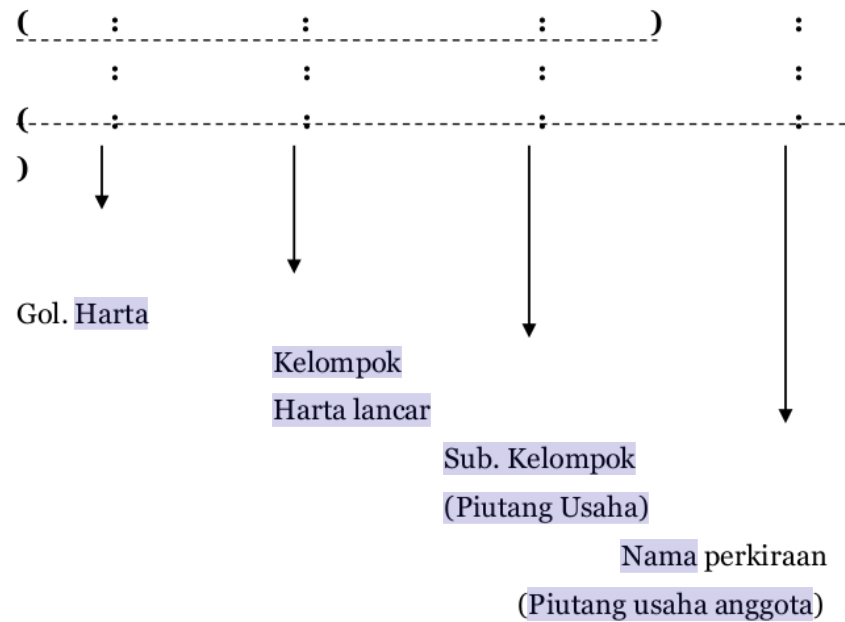 ( : : : ) :
: : : :
( : : : :
)
Gol. Harta
Kelompok
Harta lancar
Sub. Kelompok
(Piutang Usaha)
Nama perkiraan
(Piutang usaha anggota)